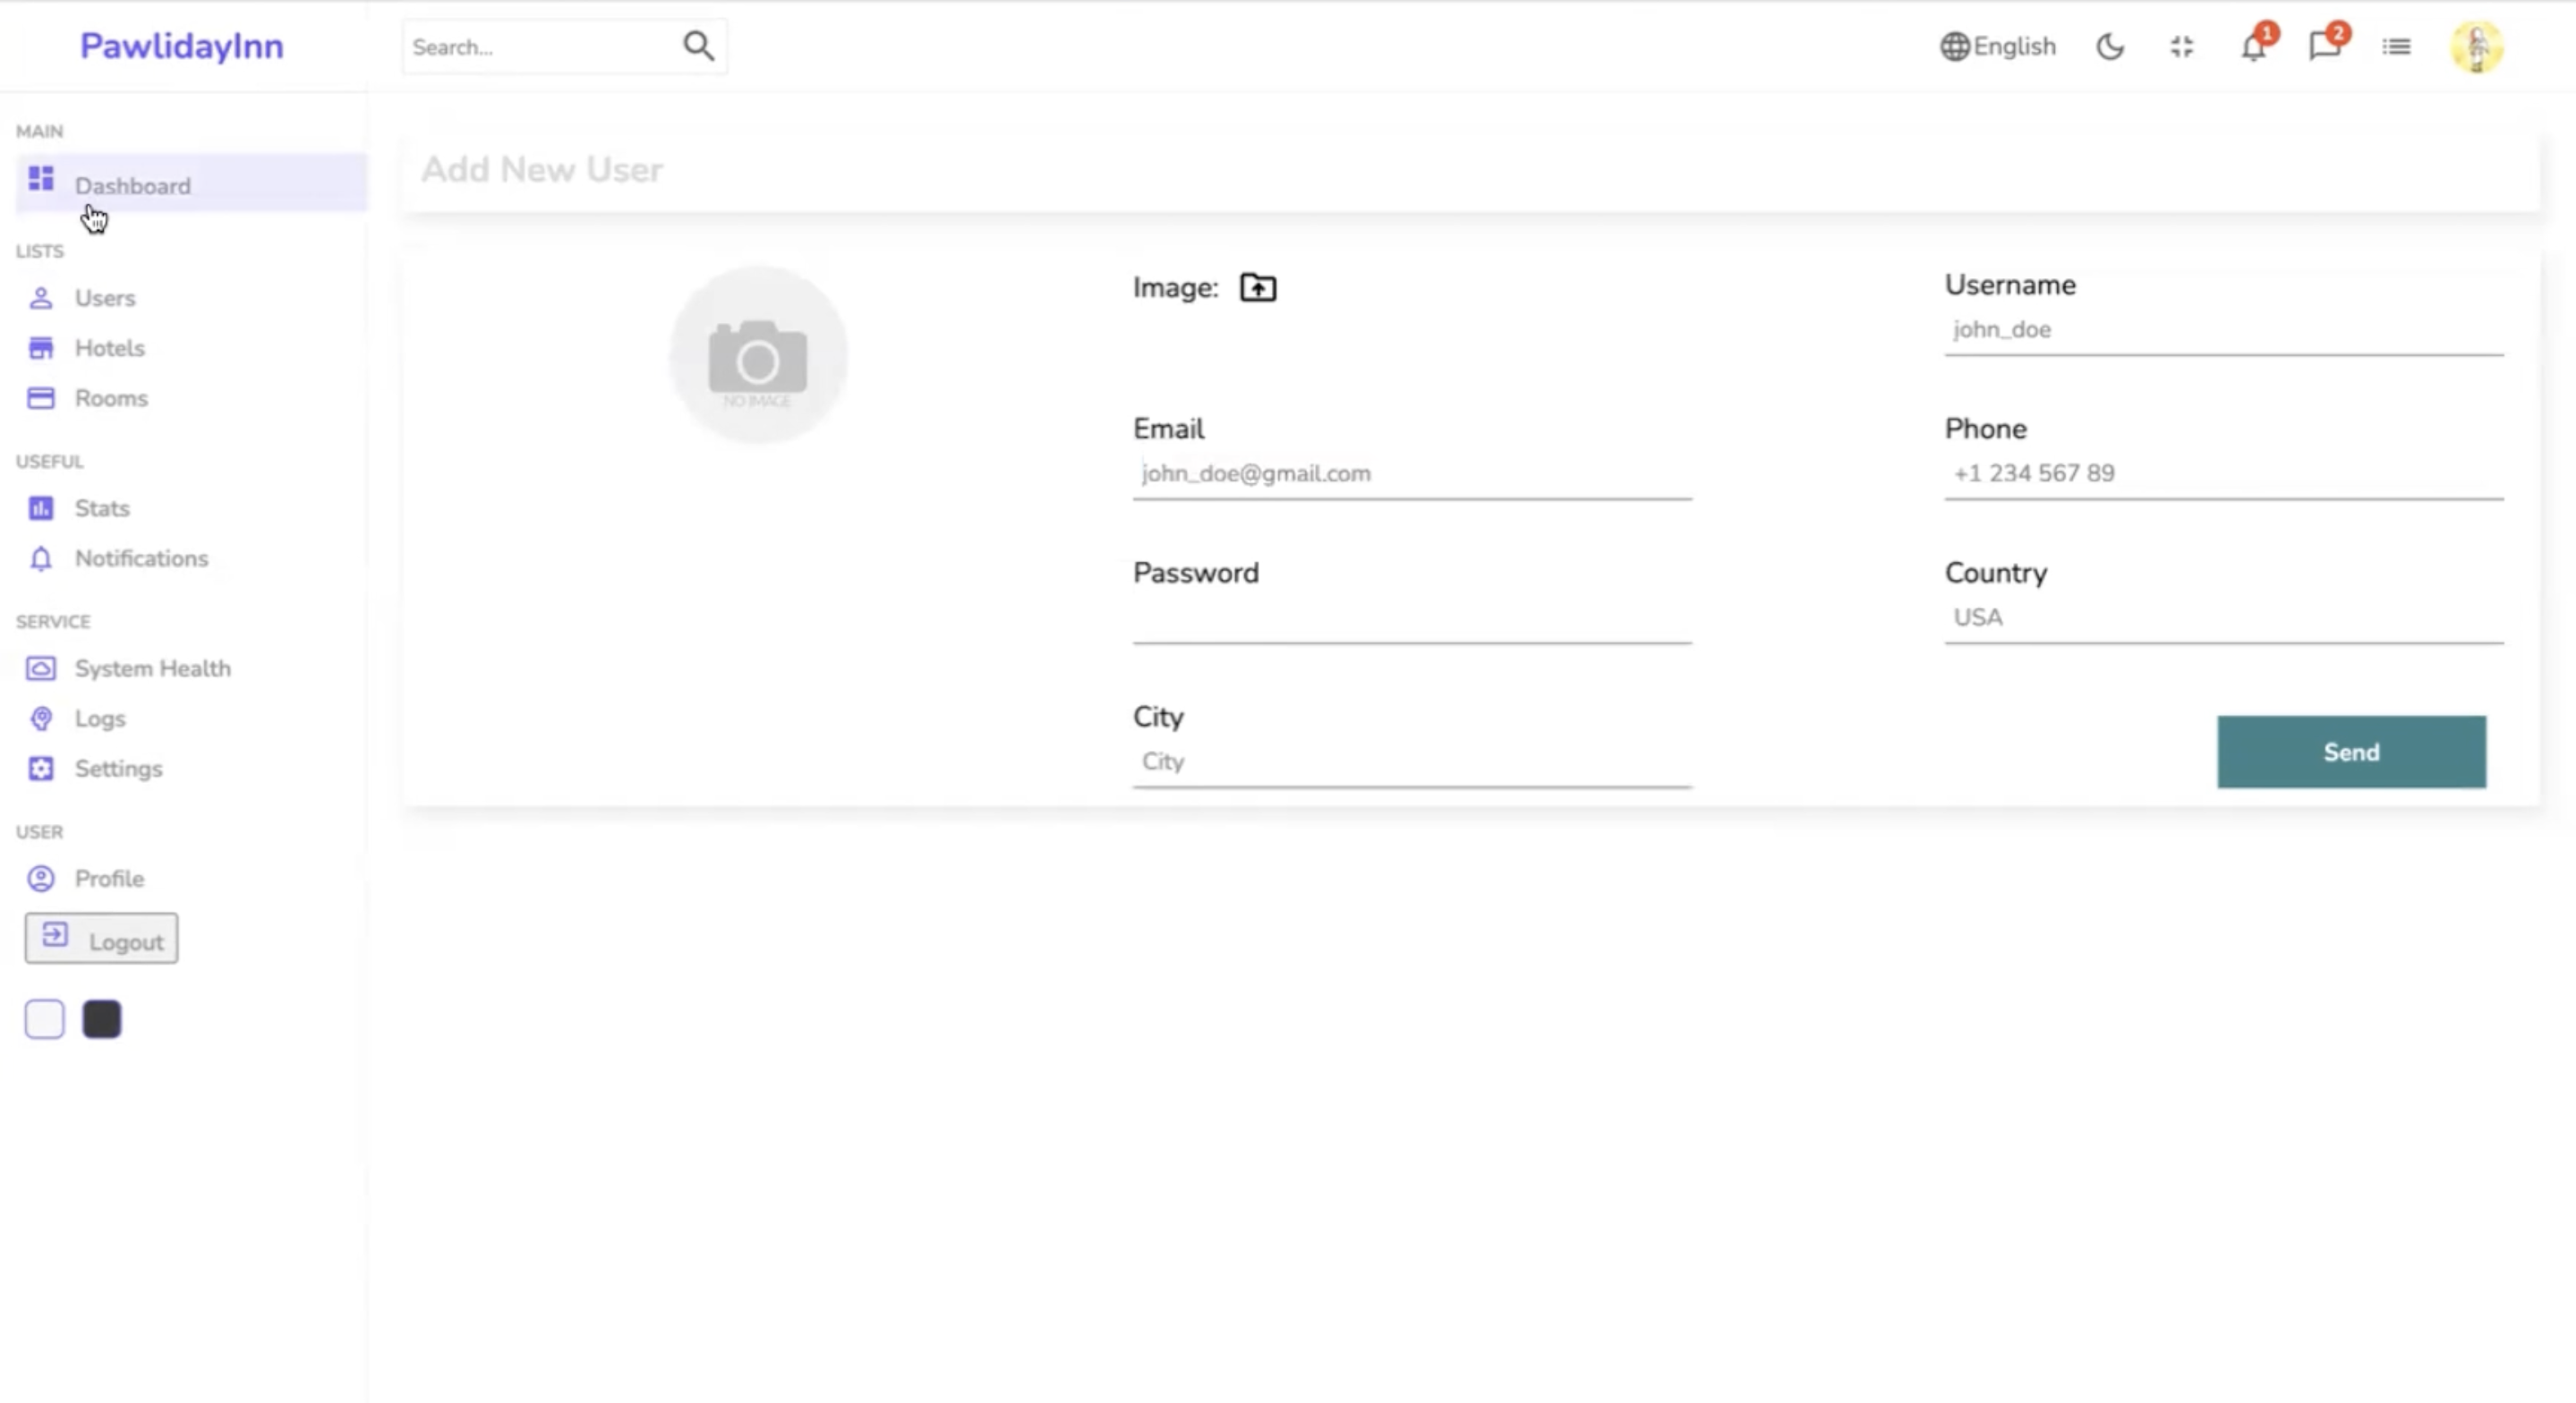 PawlidayInn
Search...
English
1
2
MAIN
Dashboard
LISTS
Users
Hotels
Rooms
USEFUL
Stats
Notifications
SERVICE
System Health
Logs
Settings
USER
Profile
Logout
Add New User
NO IMAGE
Image:
Username
john_doe
Email
john_doe@gmail.com
Phone
+1 234 567 89
Password
Country
USA
City
City
Send